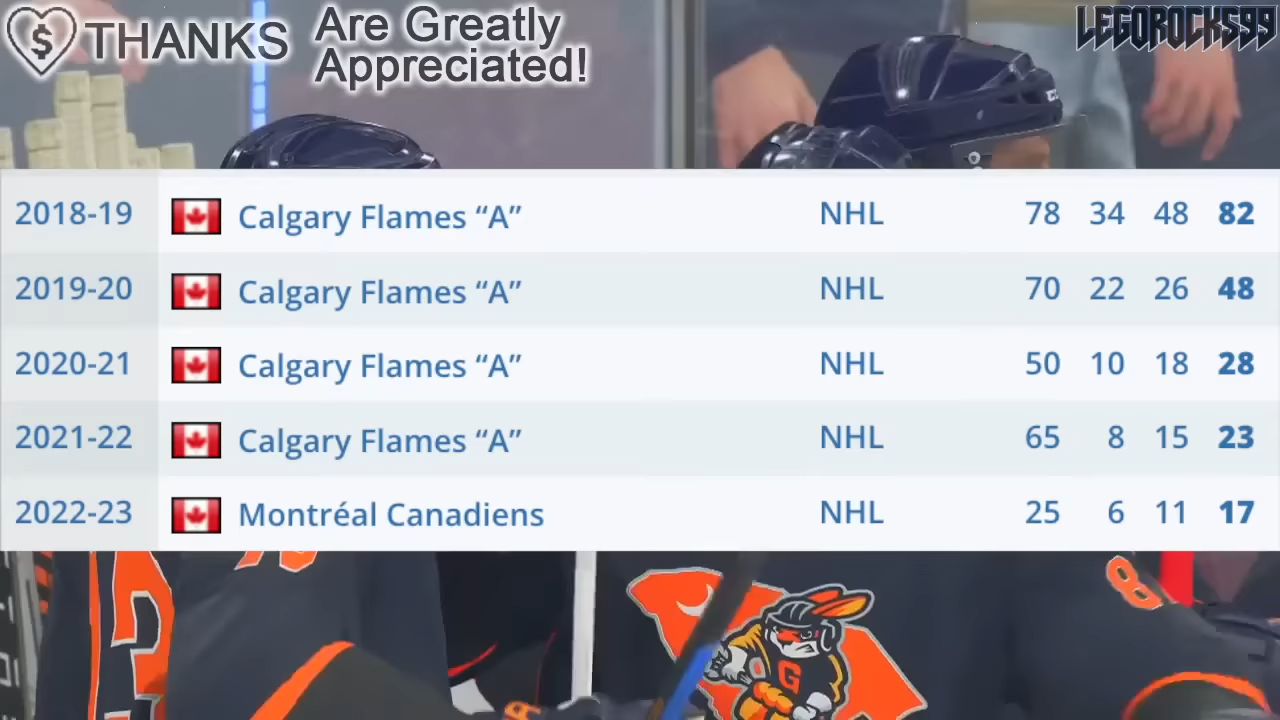 $ THANKS Are Greatly
Appreciated!
LEGOROCKS99
2018-19 Calgary Flames “A” NHL 78 34 48 82
2019-20 Calgary Flames “A” NHL 70 22 26 48
2020-21 Calgary Flames “A” NHL 50 10 18 28
2021-22 Calgary Flames “A” NHL 65 8 15 23
2022-23 Montréal Canadiens NHL 25 6 11 17
8
G